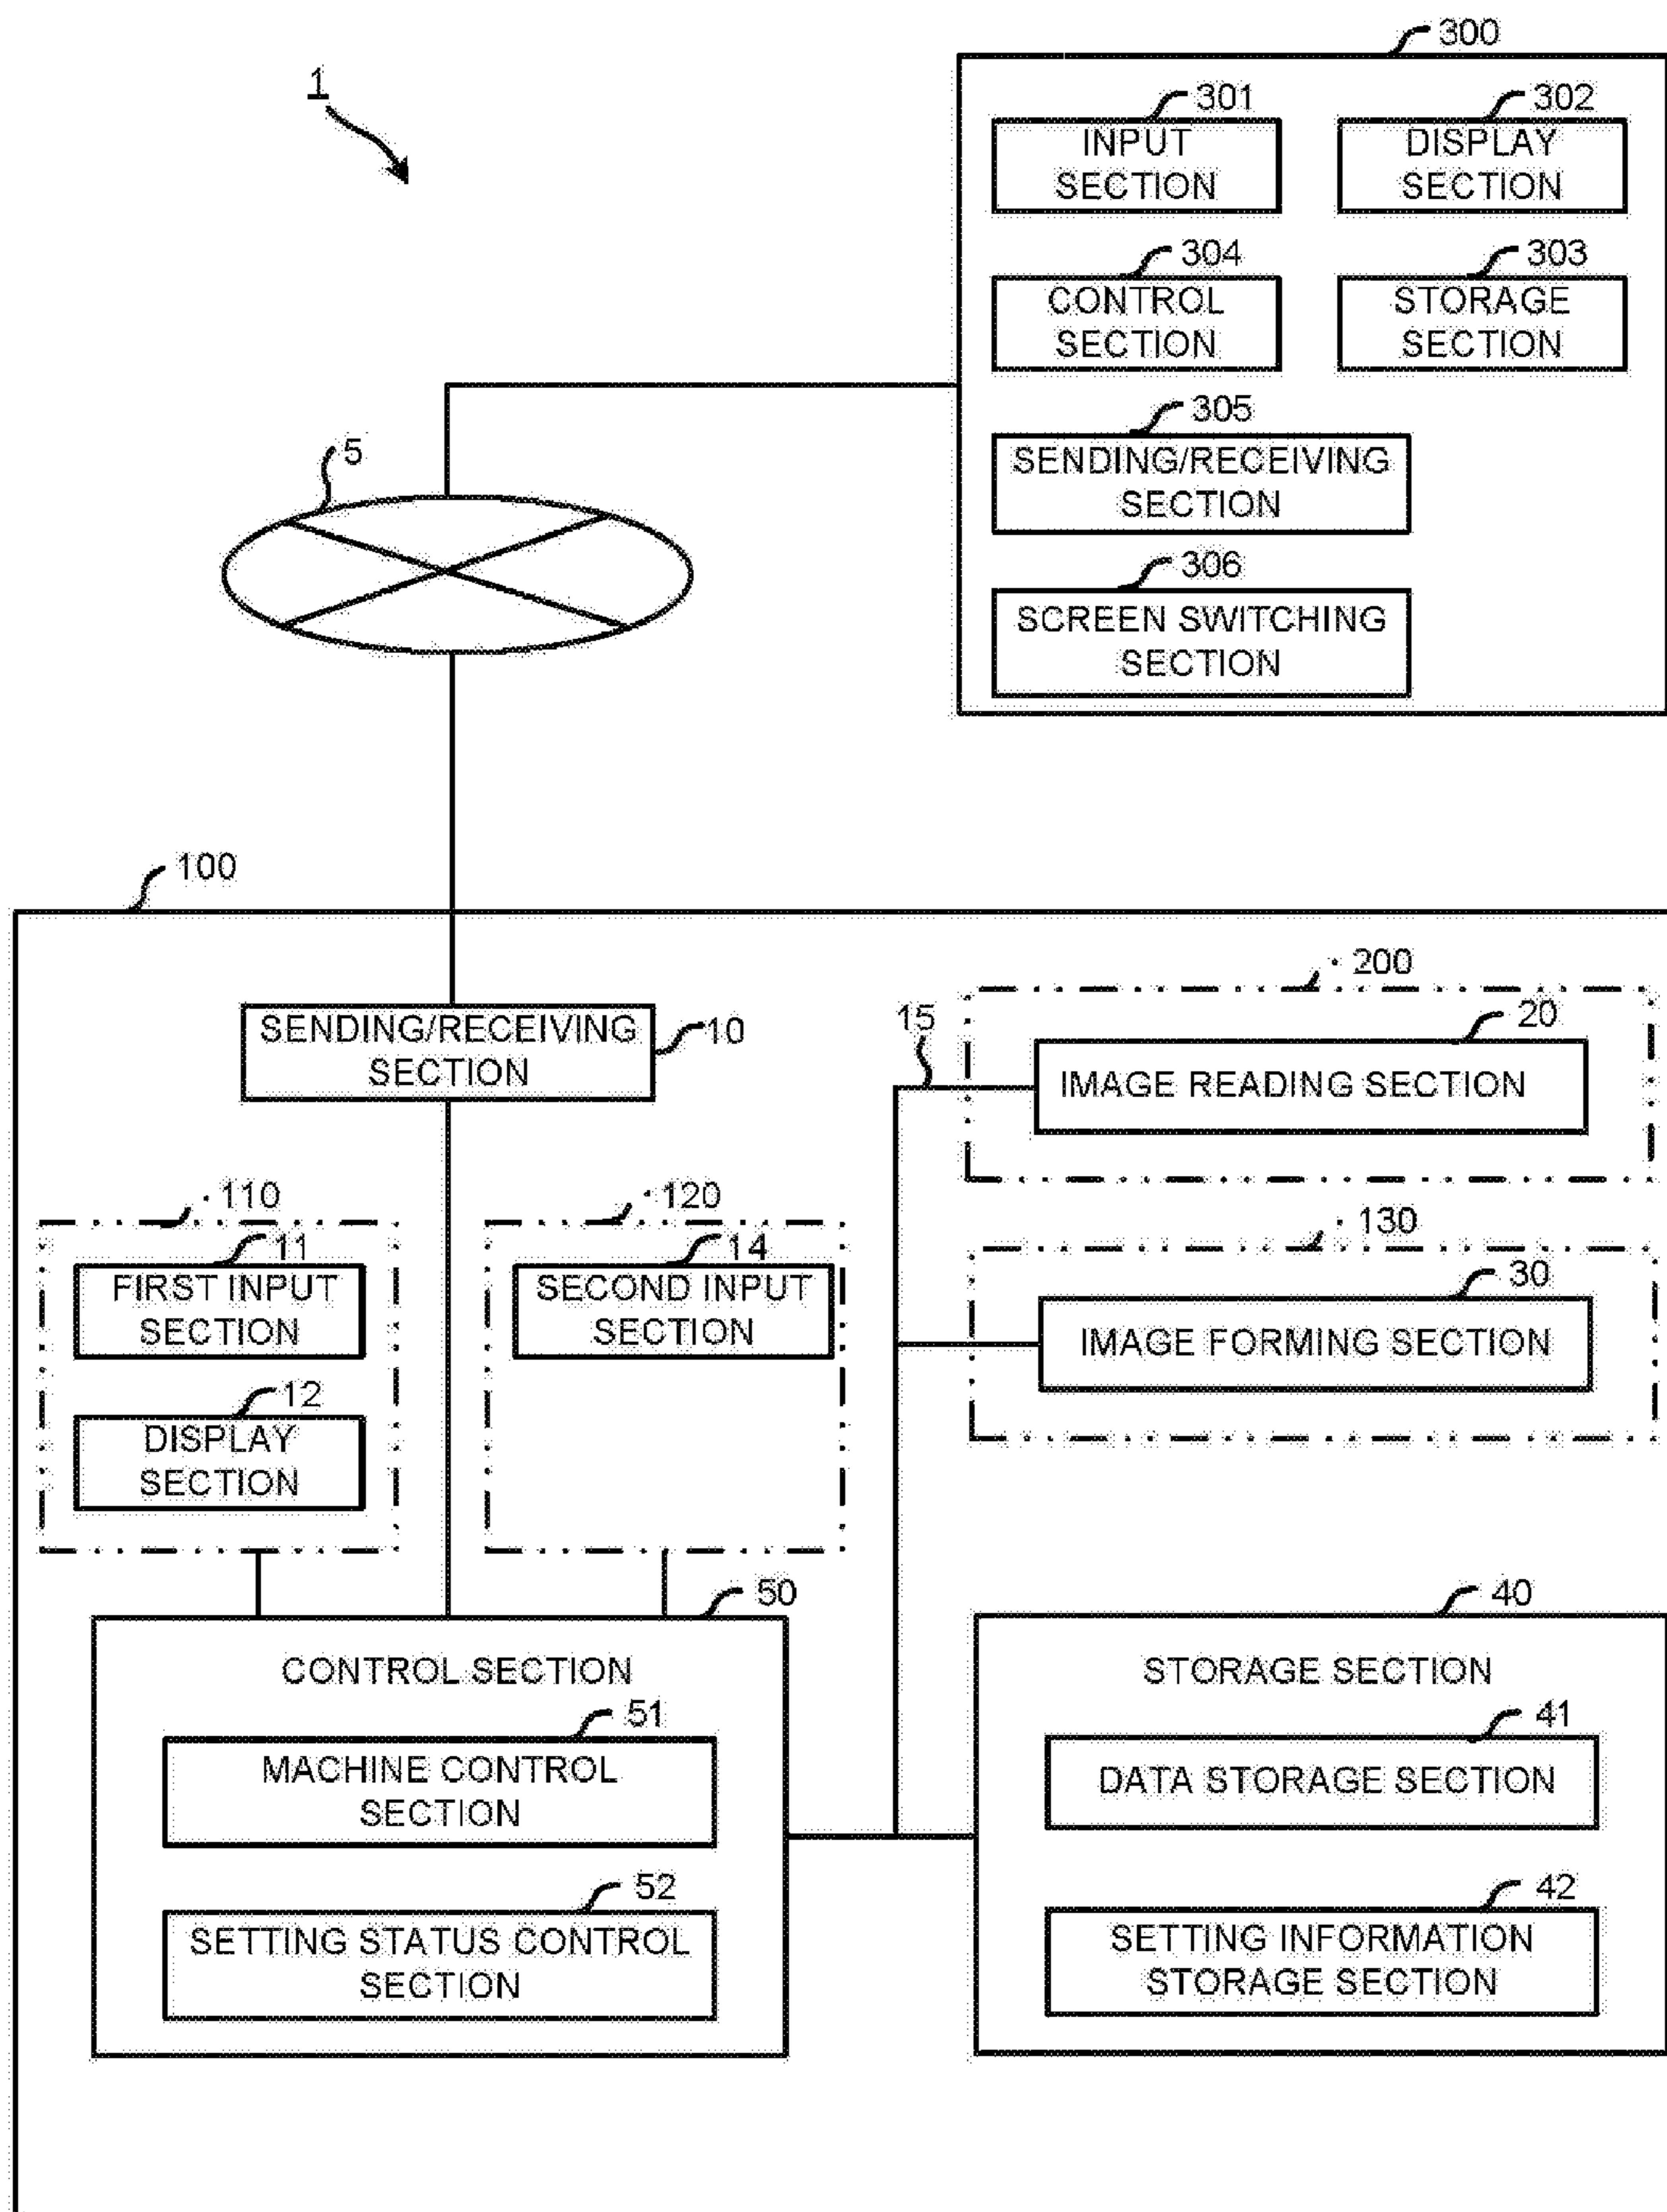 300
1
301
302
INPUT
SECTION
DISPLAY
SECTION
304
303
CONTROL
SECTION
STORAGE
SECTION
305
5
SENDING/RECEIVING
SECTION
306
SCREEN SWITCHING
SECTION
100
200
SENDING/RECEIVING
SECTION
10
15
20
IMAGE READING SECTION
110
120
130
11
14
30
FIRST INPUT
SECTION
SECOND INPUT
SECTION
IMAGE FORMING SECTION
12
DISPLAY
SECTION
50
40
CONTROL SECTION
STORAGE SECTION
51
41
MACHINE CONTROL
SECTION
DATA STORAGE SECTION
52
42
SETTING STATUS CONTROL
SECTION
SETTING INFORMATION
STORAGE SECTION